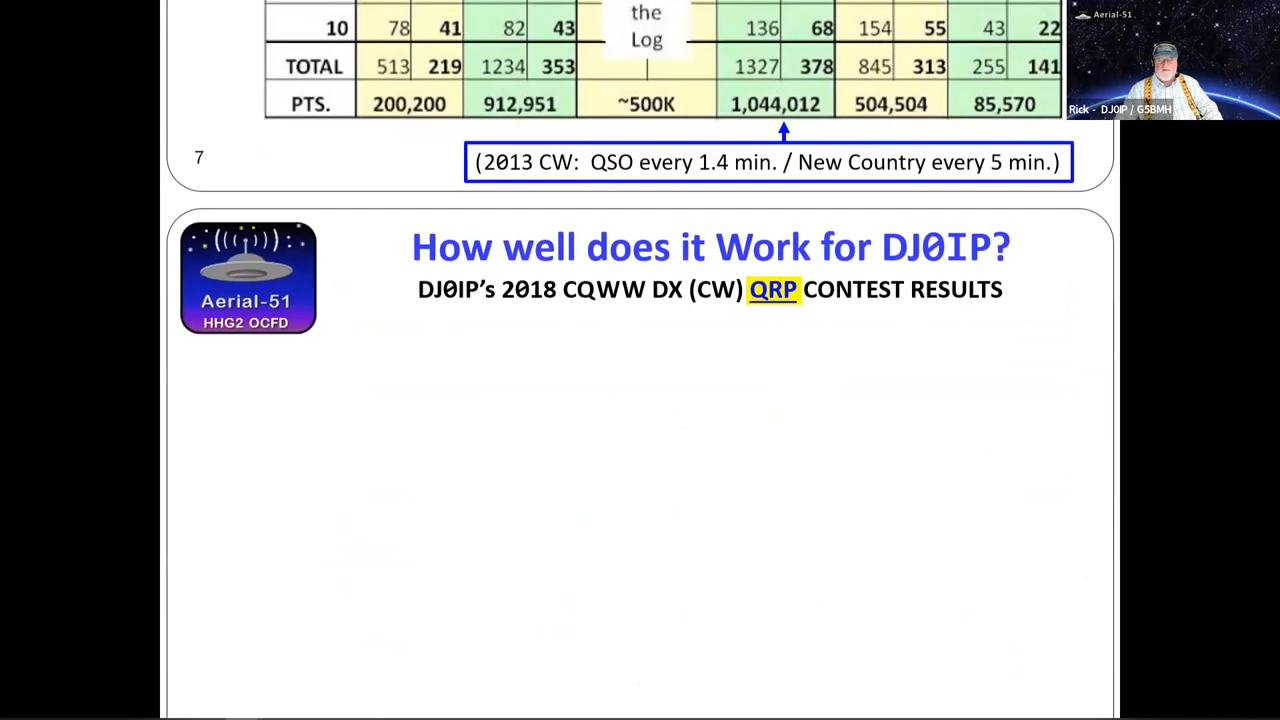 the
Log
10 78 41 82 43 136 68 154 55 43 22
TOTAL 513 219 1234 353 1327 378 845 313 255 141
PTS. 200,200 912,951 ~500K 1,044,012 504,504 85,570
7
(2013 CW: QSO every 1.4 min. / New Country every 5 min.)
Aerial-51
Rick - DJ0IP / G5BMH
How well does it Work for DJ0IP?
DJ0IP’s 2018 CQWW DX (CW) QRP CONTEST RESULTS
Aerial-51
HHG2 OCFD